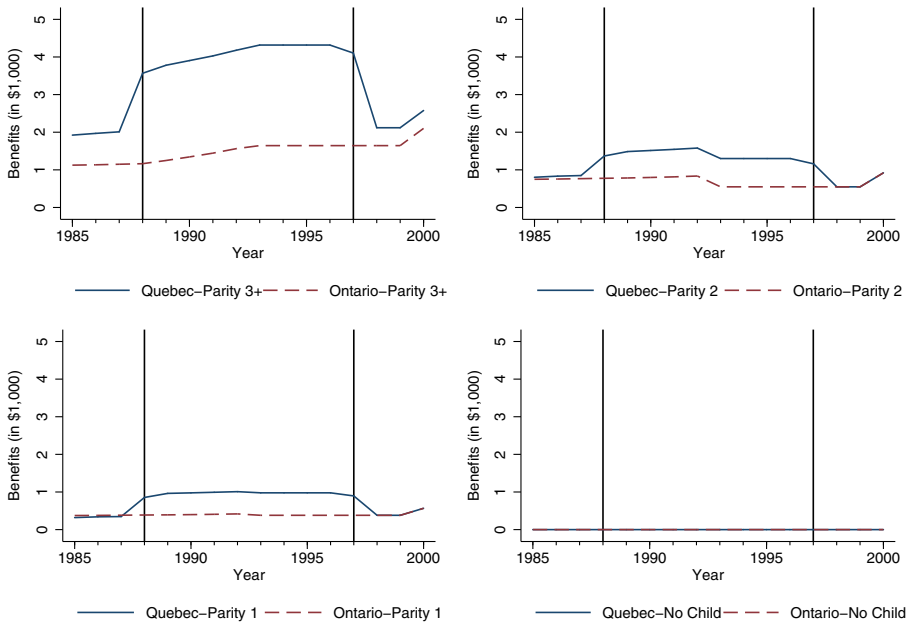 Benefits (in $1,000)
5
4
3
2
1
0
1985 1990 1995 2000
Year
Quebec–Parity 3+ Ontario–Parity 3+
Benefits (in $1,000)
5
4
3
2
1
0
1985 1990 1995 2000
Year
Quebec–Parity 2 Ontario–Parity 2
Benefits (in $1,000)
5
4
3
2
1
0
1985 1990 1995 2000
Year
Quebec–Parity 1 Ontario–Parity 1
Benefits (in $1,000)
5
4
3
2
1
0
1985 1990 1995 2000
Year
Quebec–No Child Ontario–No Child